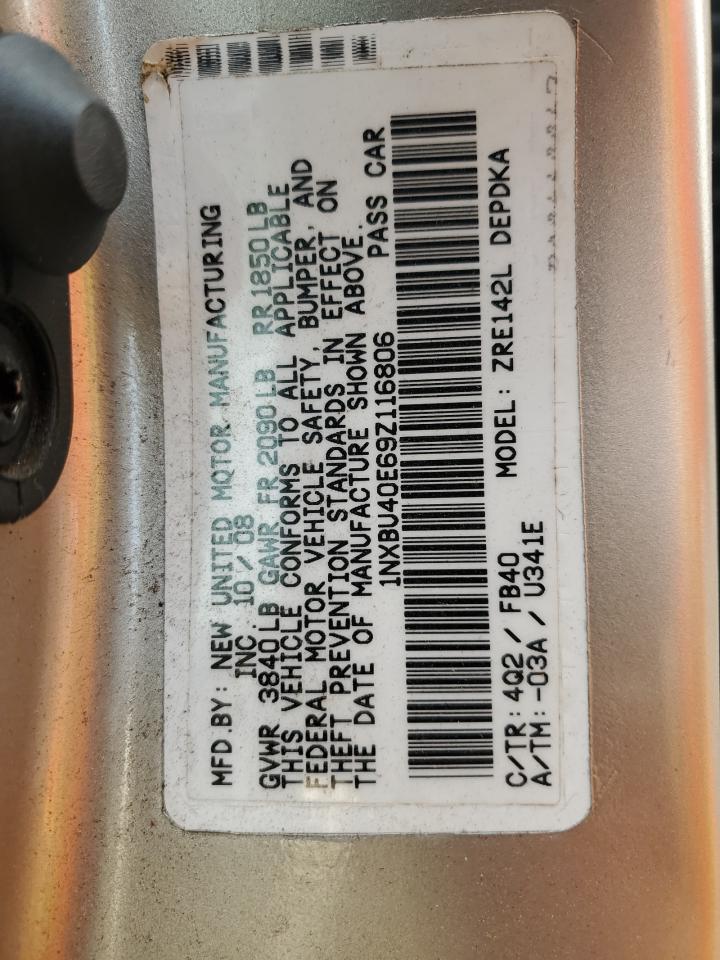 MFD.BY: NEW UNITED MOTOR MANUFACTURING
INC. 10 / 08
GVWR 3840LB GAWR FR 2090LB RR1850LB
THIS VEHICLE CONFORMS TO ALL APPLICABLE
FEDERAL MOTOR VEHICLE SAFETY, BUMPER, AND
THEFT PREVENTION STANDARDS IN EFFECT ON
THE DATE OF MANUFACTURE SHOWN ABOVE.
1NXBU40E69Z116806 PASS CAR
C/TR: 4Q2 / FB40 MODEL: ZRE142L DEPDKA
A/TM: -03A / U341E